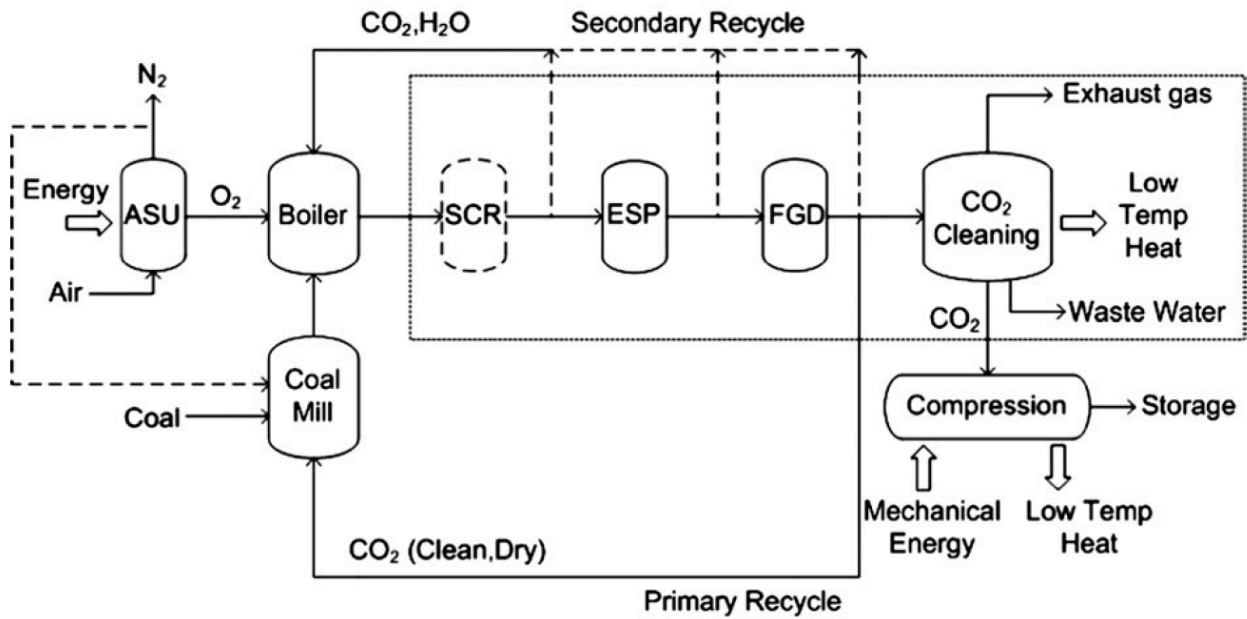 CO₂,H₂O
Secondary Recycle
N₂
Exhaust gas
Energy
ASU
O₂
Boiler
SCR
ESP
FGD
CO₂
Cleaning
Low
Temp
Heat
Air
Waste Water
CO₂
Coal
Mill
Coal
Compression
Storage
Mechanical
Energy
Low Temp
Heat
CO₂ (Clean,Dry)
Primary Recycle